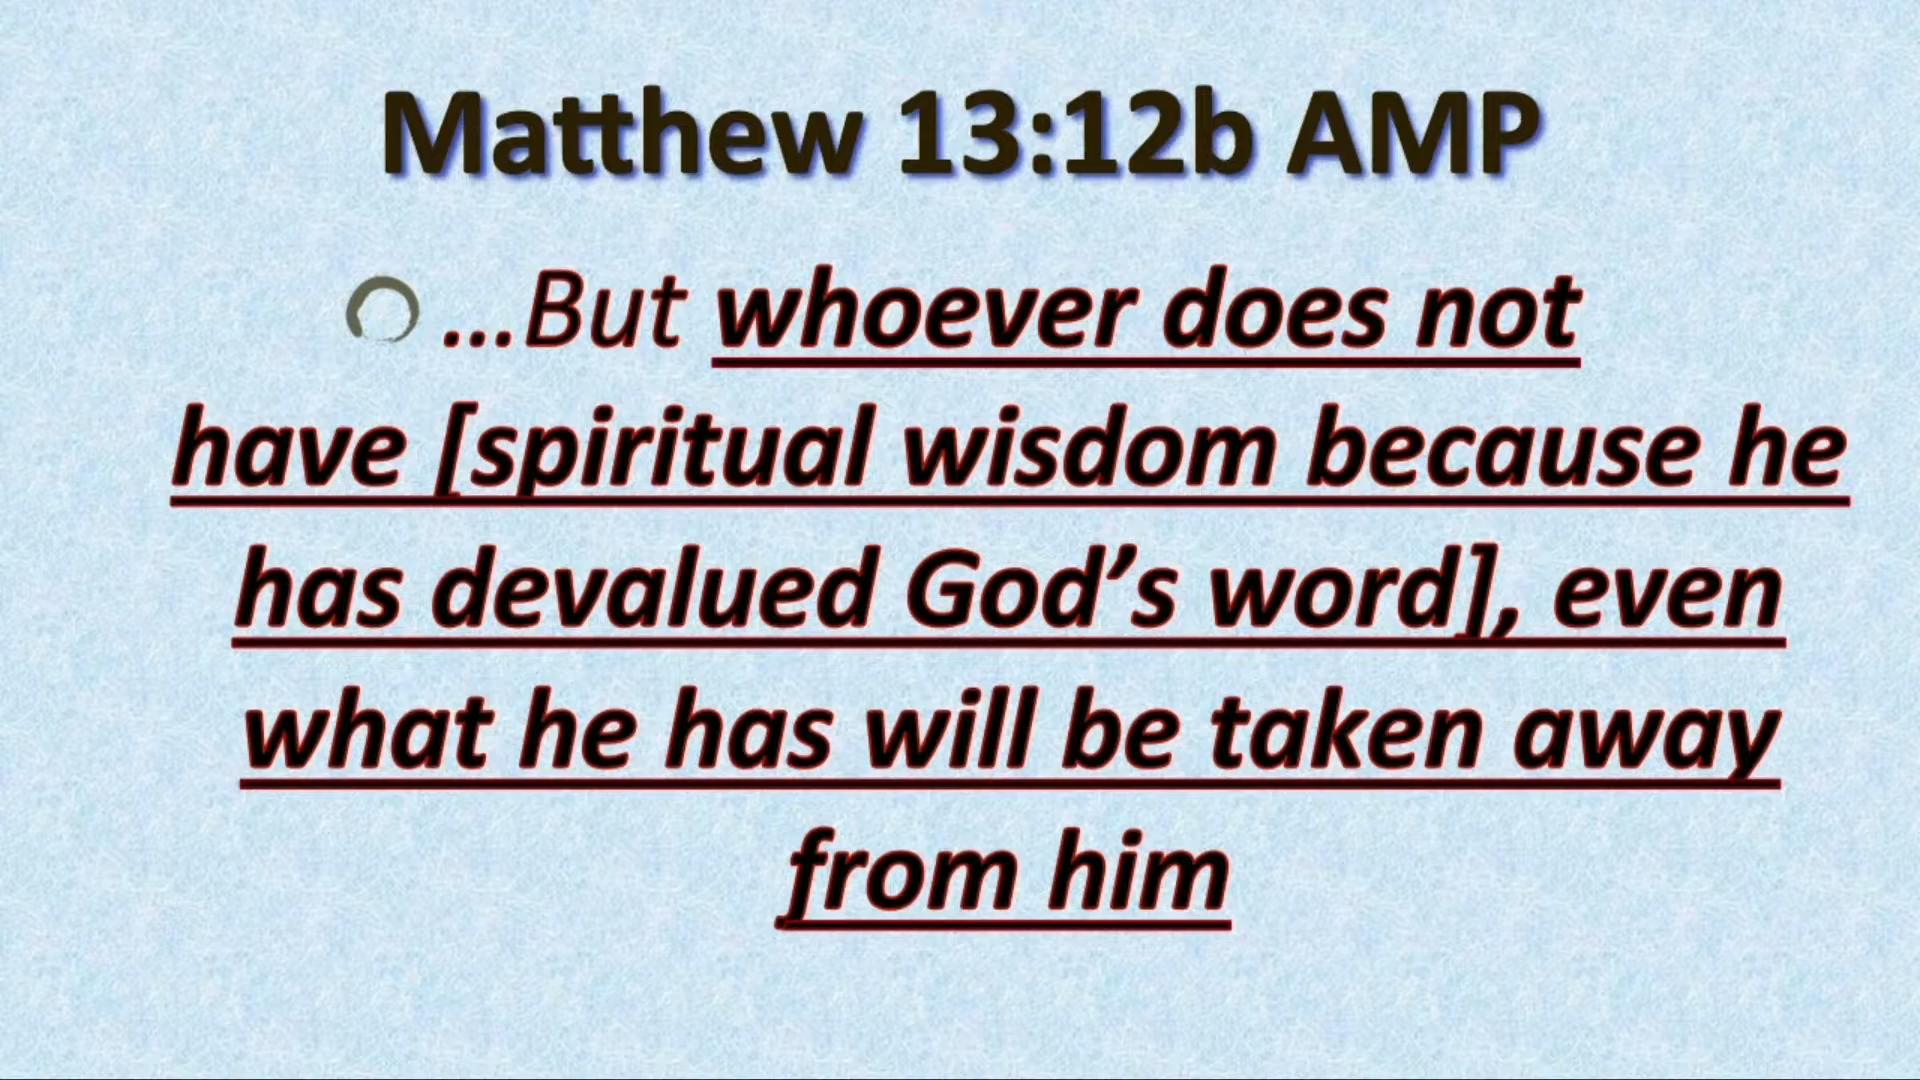 Matthew 13:12b AMP
...But whoever does not
have [spiritual wisdom because he
has devalued God’s word], even
what he has will be taken away
from him